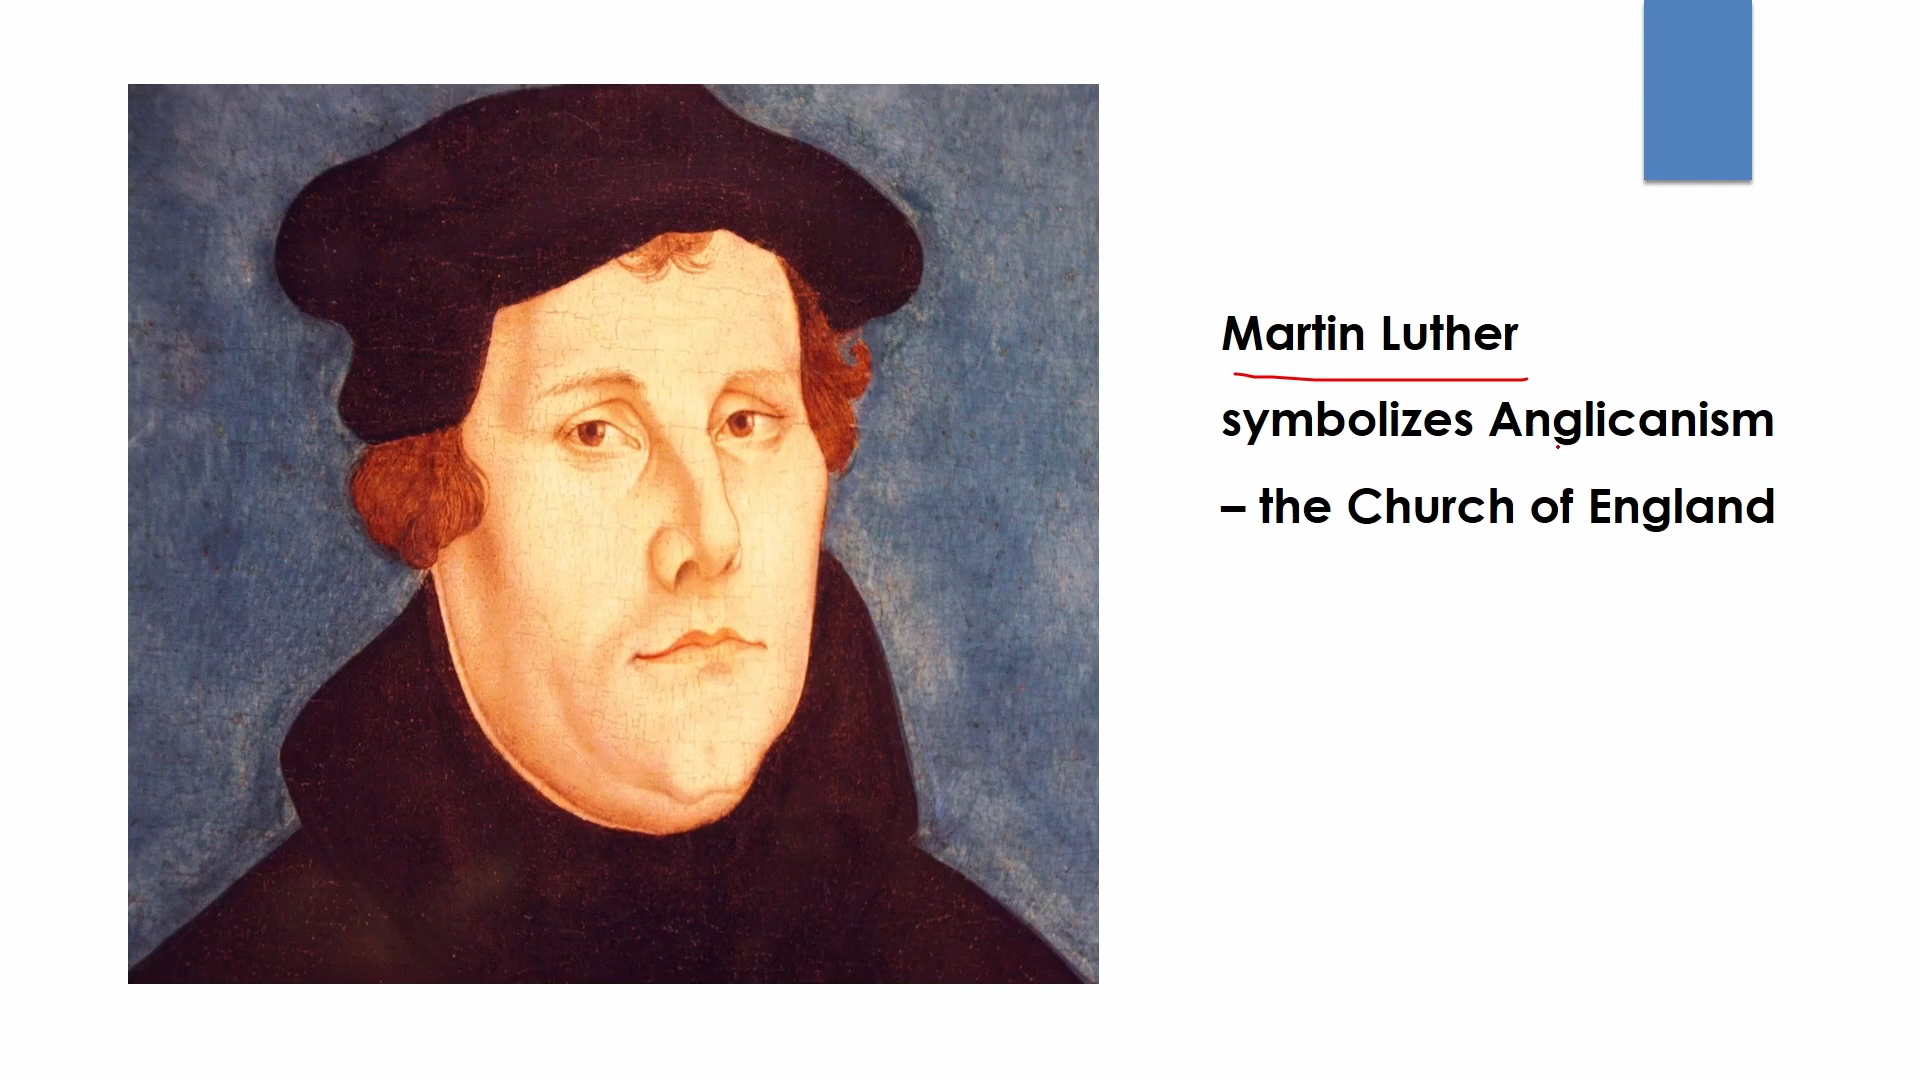 Martin Luther
symbolizes Anglicanism
– the Church of England